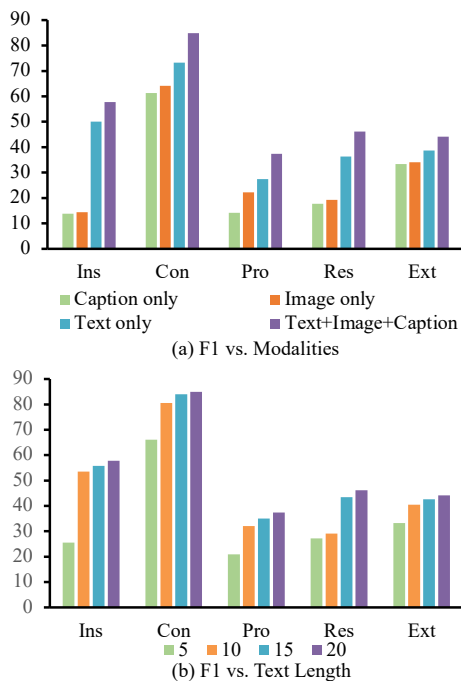 90
80
70
60
50
40
30
20
10
0
Ins Con Pro Res Ext
Caption only Image only
Text only Text+Image+Caption
(a) F1 vs. Modalities
90
80
70
60
50
40
30
20
10
0
Ins Con Pro Res Ext
5 10 15 20
(b) F1 vs. Text Length